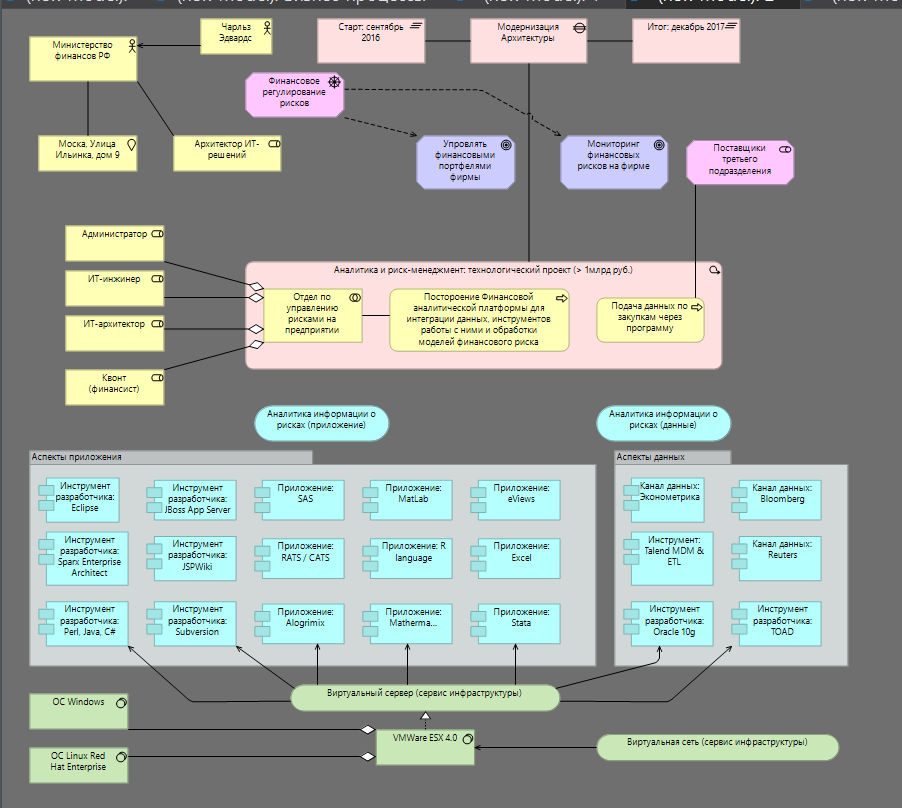 Чарльз
Эдвардс
Министерство
финансов РФ
Старт: сентябрь
2016
Модернизация
Архитектуры
Итог: декабрь 2017
Финансовое
регулирование
рисков
Моска, Улица
Ильинка, дом 9
Архитектор ИТ-
решений
Упровлять
финансовыми
портфелями
фирмы
Мониторинг
финансовых
рисков на фирме
Поставщики
третьего
подразделения
Администратор
ИТ-инжинер
ИТ-архитектор
Квонт
(финансист)
Аналитика и риск-менеджмент: технологический проект (> 1млрд руб.)
Отдел по
управлению
рисками на
предприятии
Постороение Финансовой
аналитической платформы для
интеграции данных, инструментов
работы с ними и обработки
моделей финансового риска
Подача данных по
закупкам через
программу
Аналитика информации о
рисках (приложение)
Аналитика информации о
рисках (данные)
Аспекты приложения
Инструмент
разработчика:
Eclipse
Инструмент
разработчика:
JBoss App Server
Приложение:
SAS
Приложение:
MatLab
Приложение:
eViews
Инструмент
разработчика:
Sparx Enterprise
Architect
Инструмент
разработчика:
JSPWiki
Приложение:
RATS / CATS
Приложение: R
language
Приложение:
Excel
Инструмент
разработчика:
Perl, Java, C#
Инструмент
разработчика:
Subversion
Приложение:
Alogrimix
Приложение:
Matherma...
Приложение:
Stata
Аспекты данных
Канал данных:
Эконометрика
Канал данных:
Bloomberg
Инструмент:
Talend MDM &
ETL
Канал данных:
Reuters
Инструмент
разработчика:
Oracle 10g
Инструмент
разработчика:
TOAD
Виртуальный сервер (сервис инфраструктуры)
ОС Windows
VMWare ESX 4.0
Виртуальная сеть (сервис инфраструктуры)
ОС Linux Red
Hat Enterprise